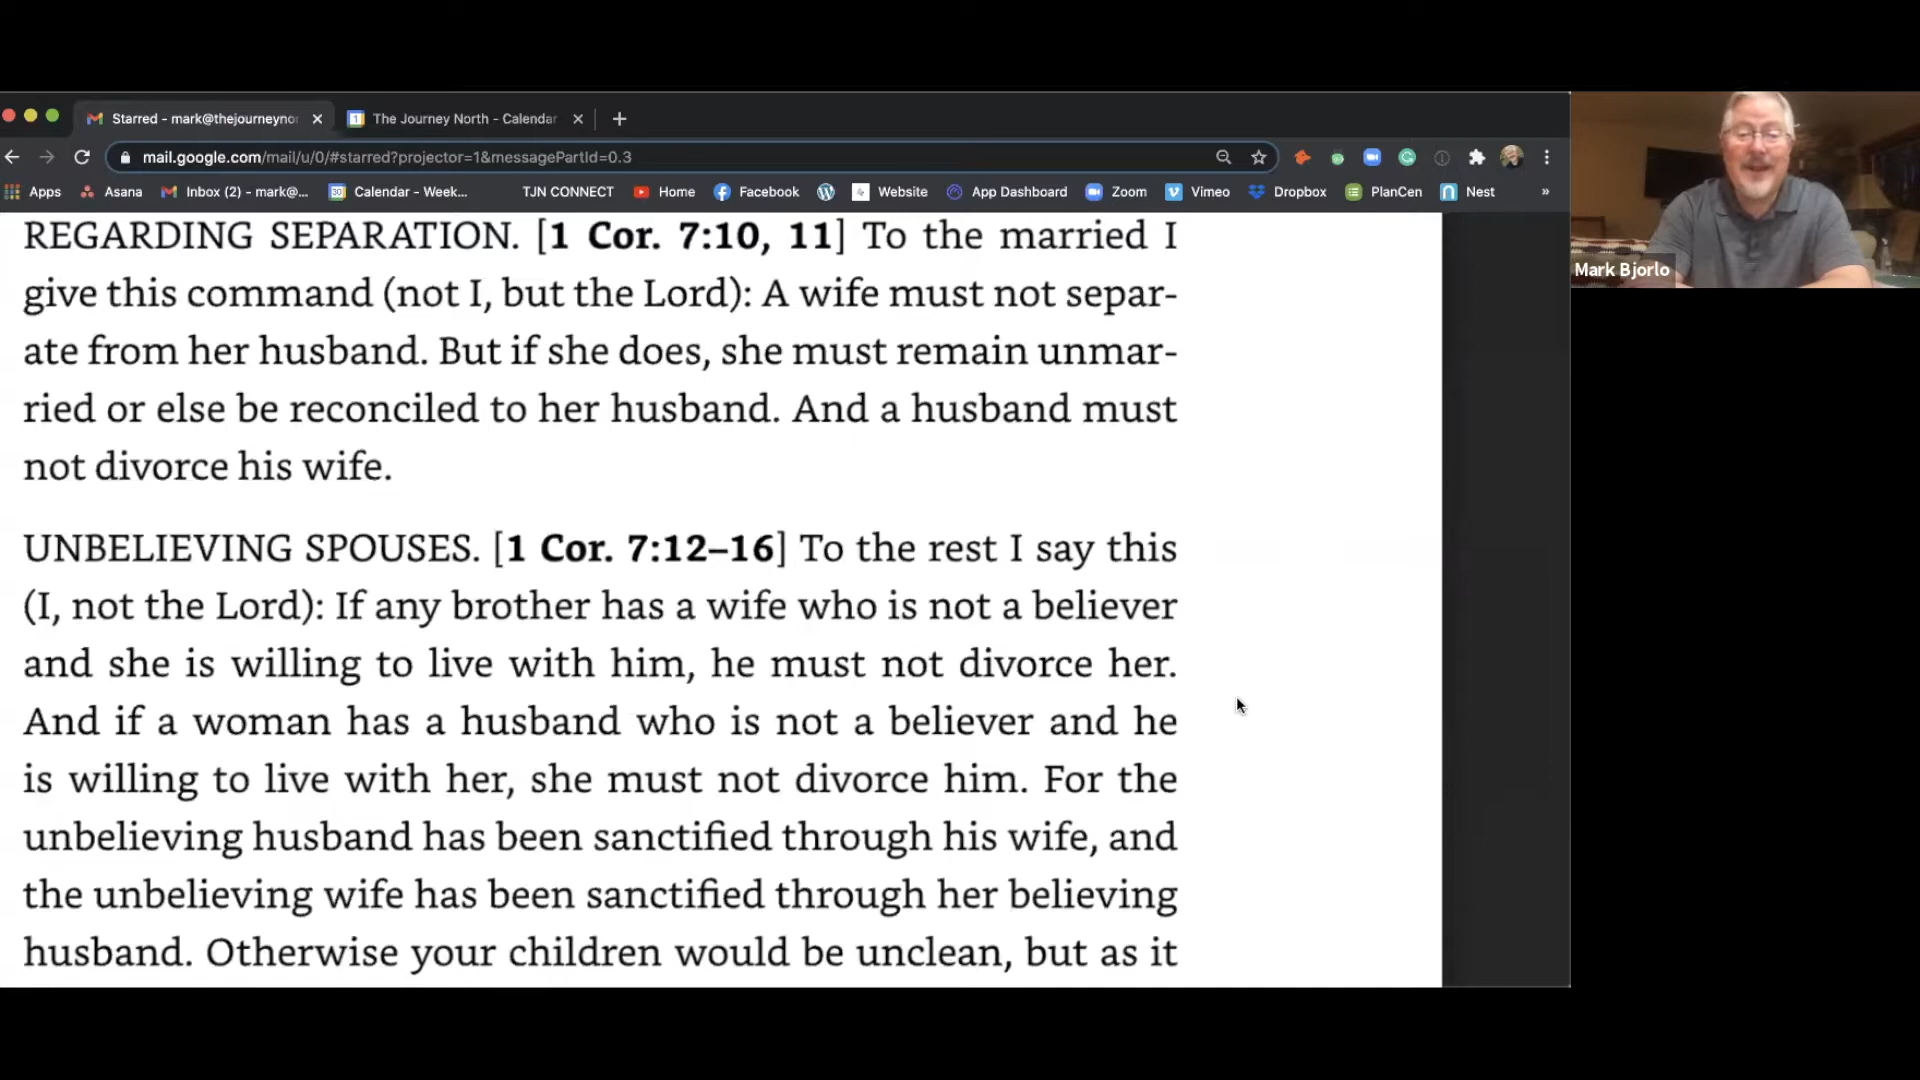 Starred - mark@thejourneyno
The Journey North - Calendar
mail.google.com/mail/u/0/#starred?projector=1&messagePartId=0.3
Apps Asana Inbox (2) - mark@... Calendar - Week... TJN CONNECT Home Facebook Website App Dashboard Zoom Vimeo Dropbox PlanCen Nest »
REGARDING SEPARATION. [1 Cor. 7:10, 11] To the married I
give this command (not I, but the Lord): A wife must not separ-
ate from her husband. But if she does, she must remain unmar-
ried or else be reconciled to her husband. And a husband must
not divorce his wife.
UNBELIEVING SPOUSES. [1 Cor. 7:12–16] To the rest I say this
(I, not the Lord): If any brother has a wife who is not a believer
and she is willing to live with him, he must not divorce her.
And if a woman has a husband who is not a believer and he
is willing to live with her, she must not divorce him. For the
unbelieving husband has been sanctified through his wife, and
the unbelieving wife has been sanctified through her believing
husband. Otherwise your children would be unclean, but as it
Mark Bjorlo